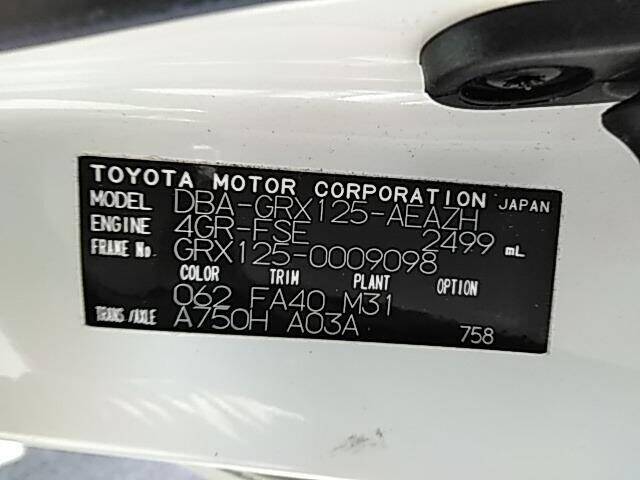 TOYOTA MOTOR CORPORATION JAPAN
MODEL DBA-GRX125-AEAZH
ENGINE 4GR-FSE 2499 mL
FRAME No GRX125-0009098
COLOR TRIM PLANT OPTION
062 FA40 M31
TRANS/AXLE A750H A03A 758